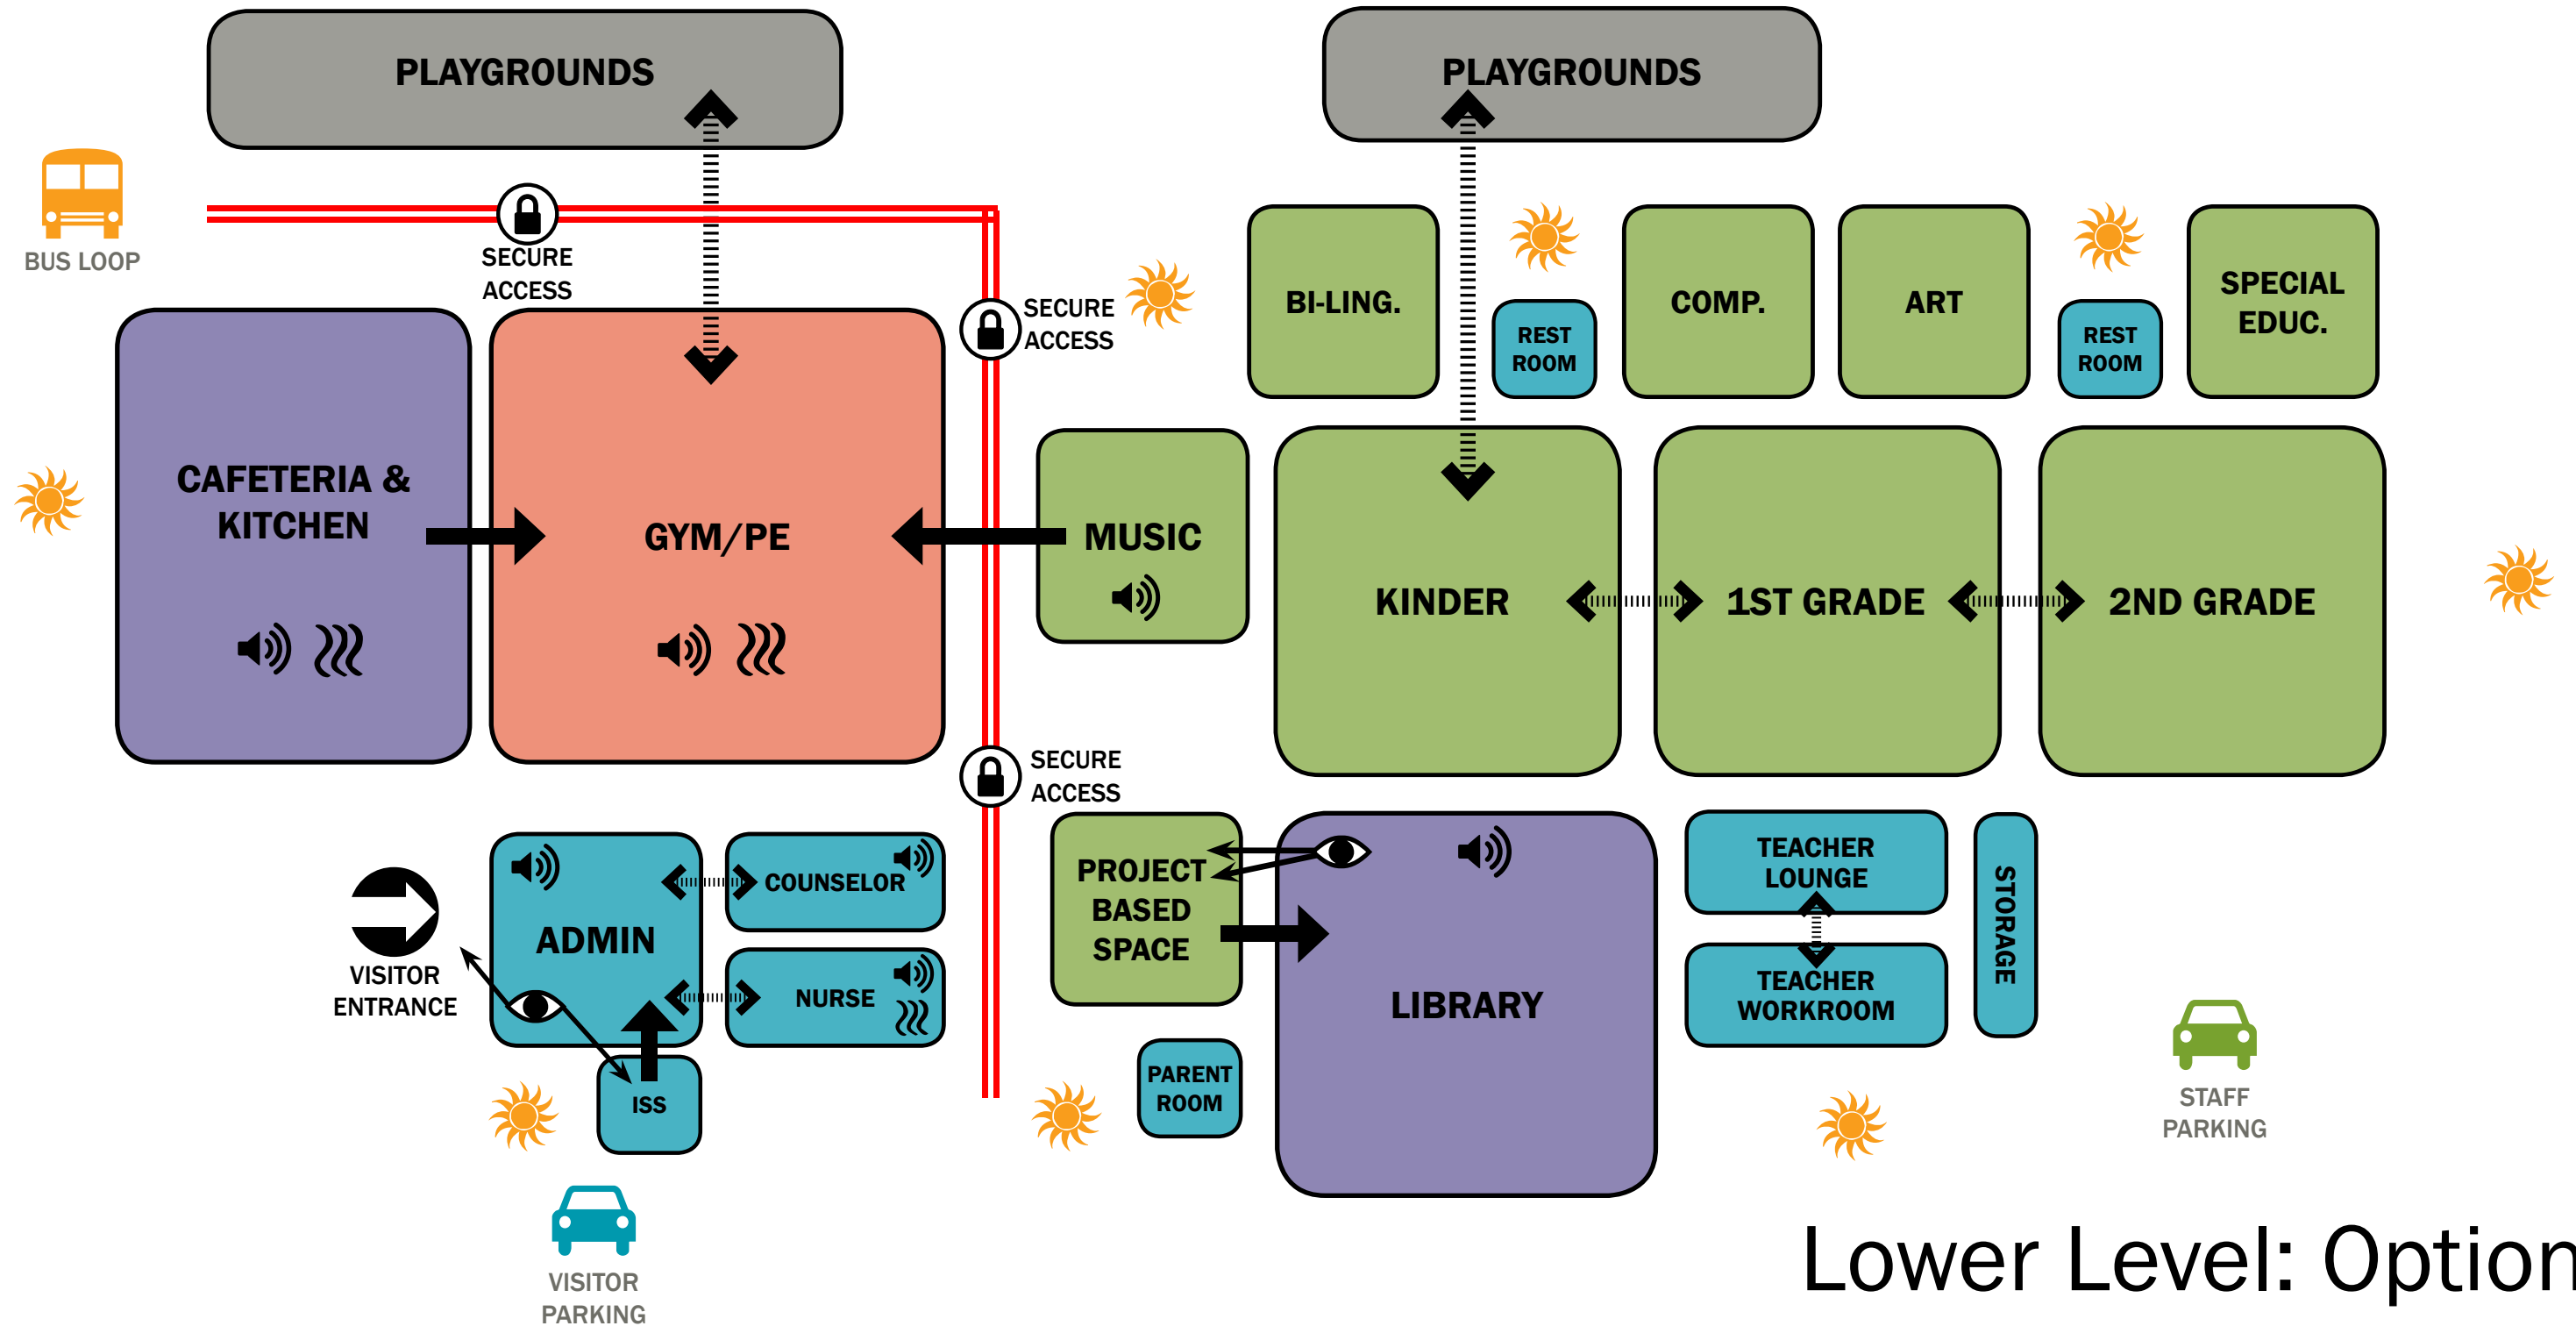 PLAYGROUNDS
PLAYGROUNDS
BUS LOOP
SECURE
ACCESS
SECURE
ACCESS
BI-LING.
REST
ROOM
COMP.
ART
REST
ROOM
SPECIAL
EDUC.
CAFETERIA &
KITCHEN
GYM/PE
MUSIC
KINDER
1ST GRADE
2ND GRADE
SECURE
ACCESS
ADMIN
COUNSELOR
NURSE
ISS
VISITOR
ENTRANCE
PROJECT
BASED
SPACE
PARENT
ROOM
LIBRARY
TEACHER
LOUNGE
TEACHER
WORKROOM
STORAGE
STAFF
PARKING
VISITOR
PARKING
Lower Level: Option